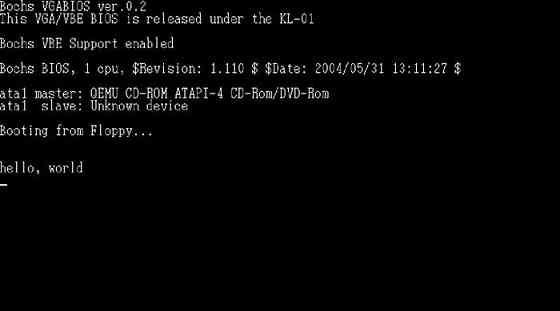 Bochs VGABIOS ver.0.2
This VGA/VBE BIOS is released under the KL-01
Bochs VBE Support enabled
Bochs BIOS, 1 cpu, $Revision: 1.110 $ $Date: 2004/05/31 13:11:27 $
ata1 master: QEMU CD-ROM ATAPI-4 CD-Rom/DVD-Rom
ata1  slave: Unknown device
Booting from Floppy...
hello, world